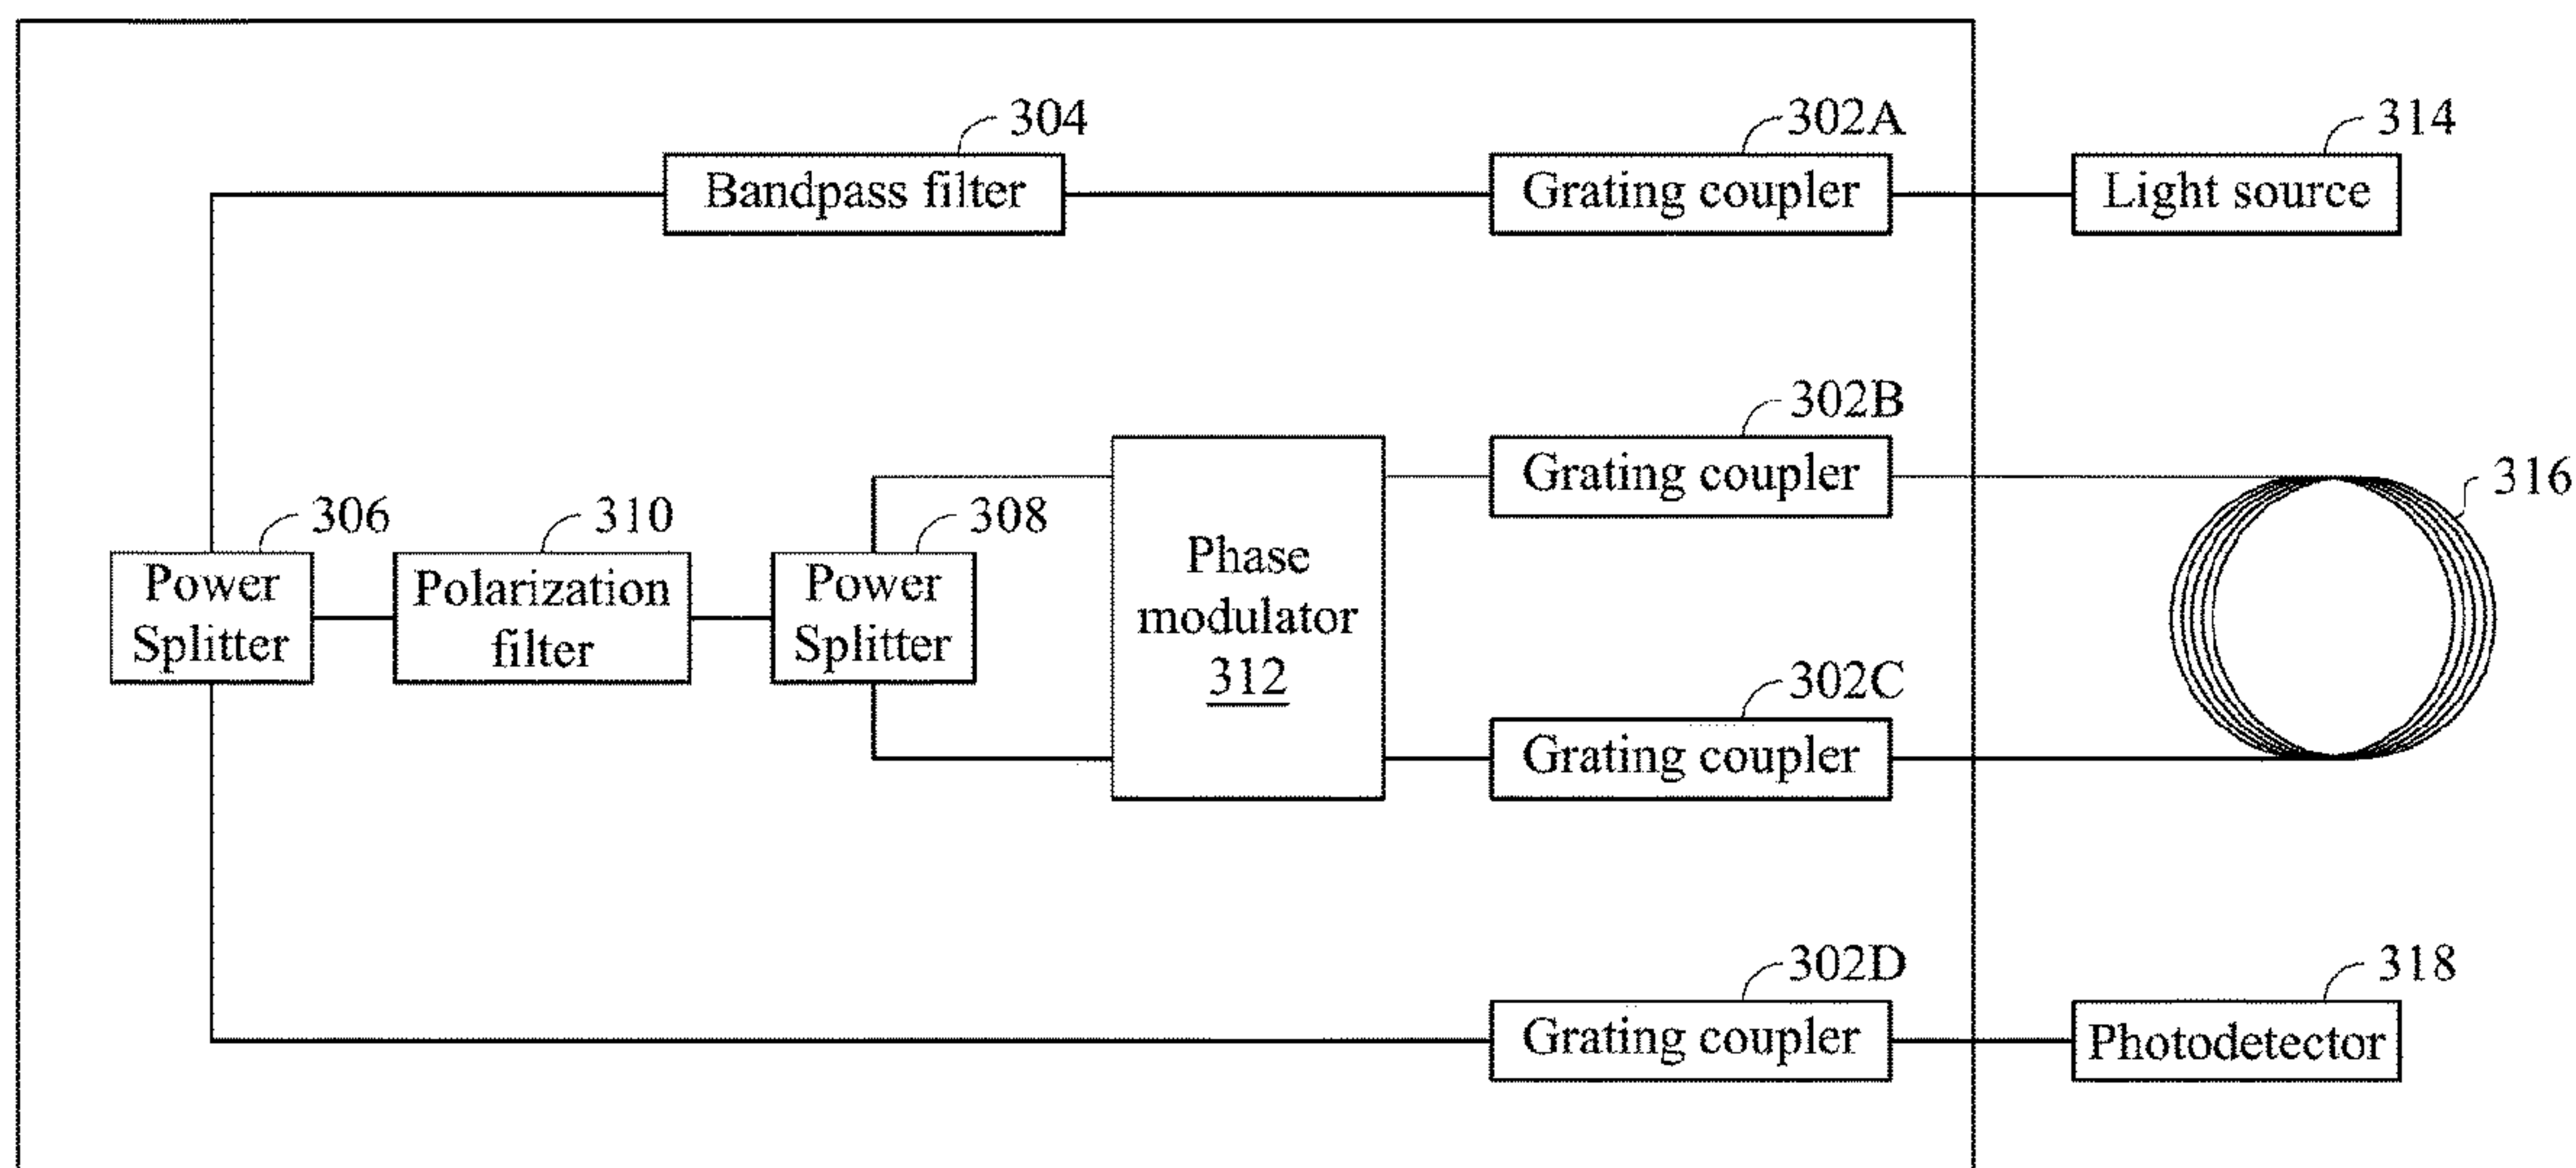 304
302A
314
Bandpass filter
Grating coupler
Light source
302B
Grating coupler
316
306
310
308
Power
Splitter
Polarization
filter
Power
Splitter
Phase
modulator
312
302C
Grating coupler
302D
318
Grating coupler
Photodetector